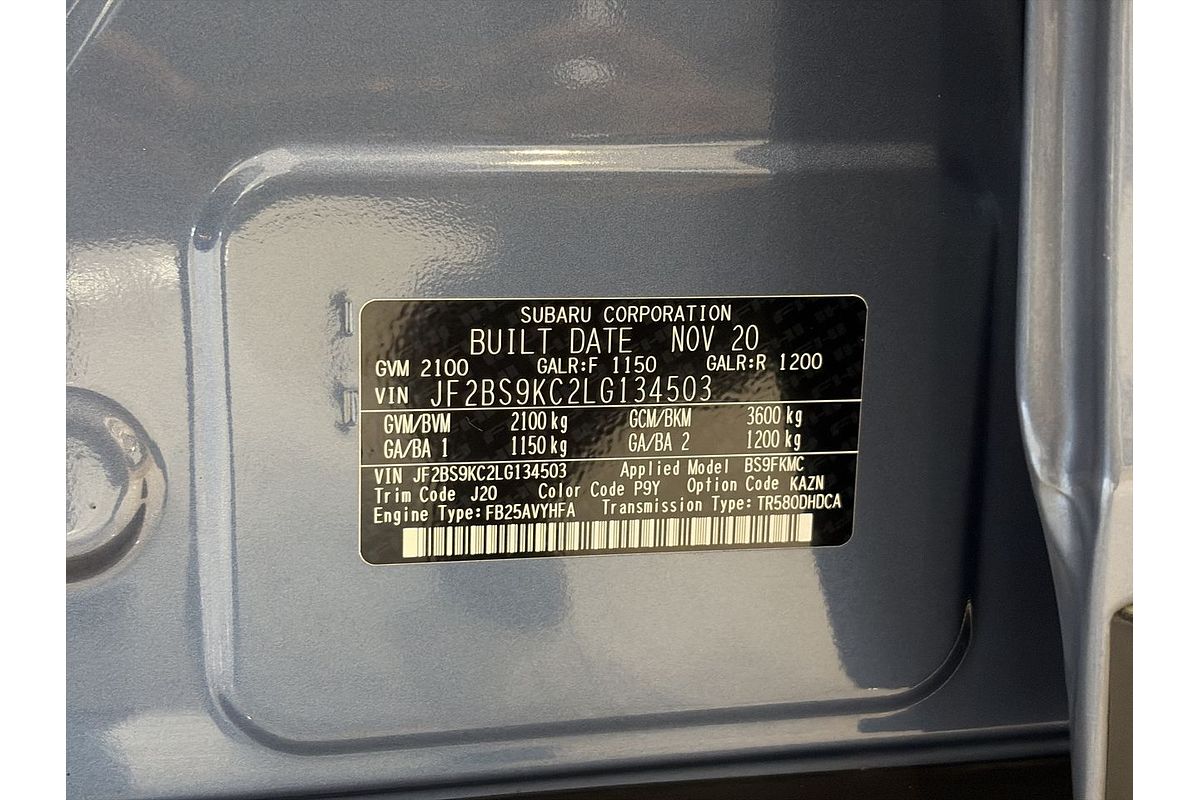 SUBARU CORPORATION
BUILT DATE NOV 20
GVM 2100 GALR:F 1150 GALR:R 1200
VIN JF2BS9KC2LG134503
GVM/BVM 2100 kg GCM/BKM 3600 kg
GA/BA 1 1150 kg GA/BA 2 1200 kg
VIN JF2BS9KC2LG134503 Applied Model BS9FKMC
Trim Code J20 Color Code P9Y Option Code KAZN
Engine Type: FB25AVYHFA Transmission Type: TR580DHDCA